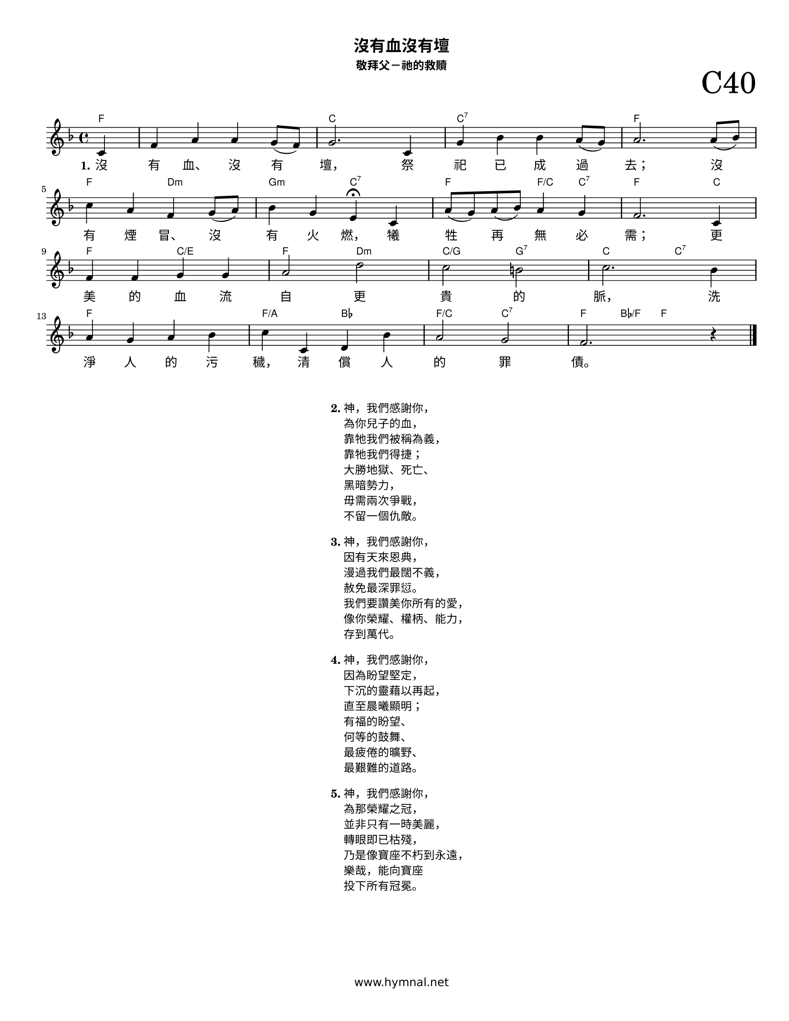 沒有血沒有壇
敬拜父－祂的救贖
C40
F C C7 F
1. 沒 有 血、 沒 有 壇， 祭 祀 已 成 過 去； 沒
5 F Dm Gm C7 F F/C C7 F C
有 煙 冒、 沒 有 火 燃， 犧 牲 再 無 必 需； 更
9 F C/E F Dm C/G G7 C C7
美 的 血 流 自 更 貴 的 脈， 洗
13 F F/A B♭ F/C C7 F B♭/F F
淨 人 的 污 穢， 清 償 人 的 罪 債。
2. 神，我們感謝你，
為你兒子的血，
靠牠我們被稱為義，
靠牠我們得捷；
大勝地獄、死亡、
黑暗勢力，
毋需兩次爭戰，
不留一個仇敵。
3. 神，我們感謝你，
因有天來恩典，
漫過我們最闊不義，
赦免最深罪愆。
我們要讚美你所有的愛，
像你榮耀、權柄、能力，
存到萬代。
4. 神，我們感謝你，
因為盼望堅定，
下沉的靈藉以再起，
直至晨曦顯明；
有福的盼望、
何等的鼓舞、
最疲倦的曠野、
最艱難的道路。
5. 神，我們感謝你，
為那榮耀之冠，
並非只有一時美麗，
轉眼即已枯殘，
乃是像寶座不朽到永遠，
樂哉，能向寶座
投下所有冠冕。
www.hymnal.net